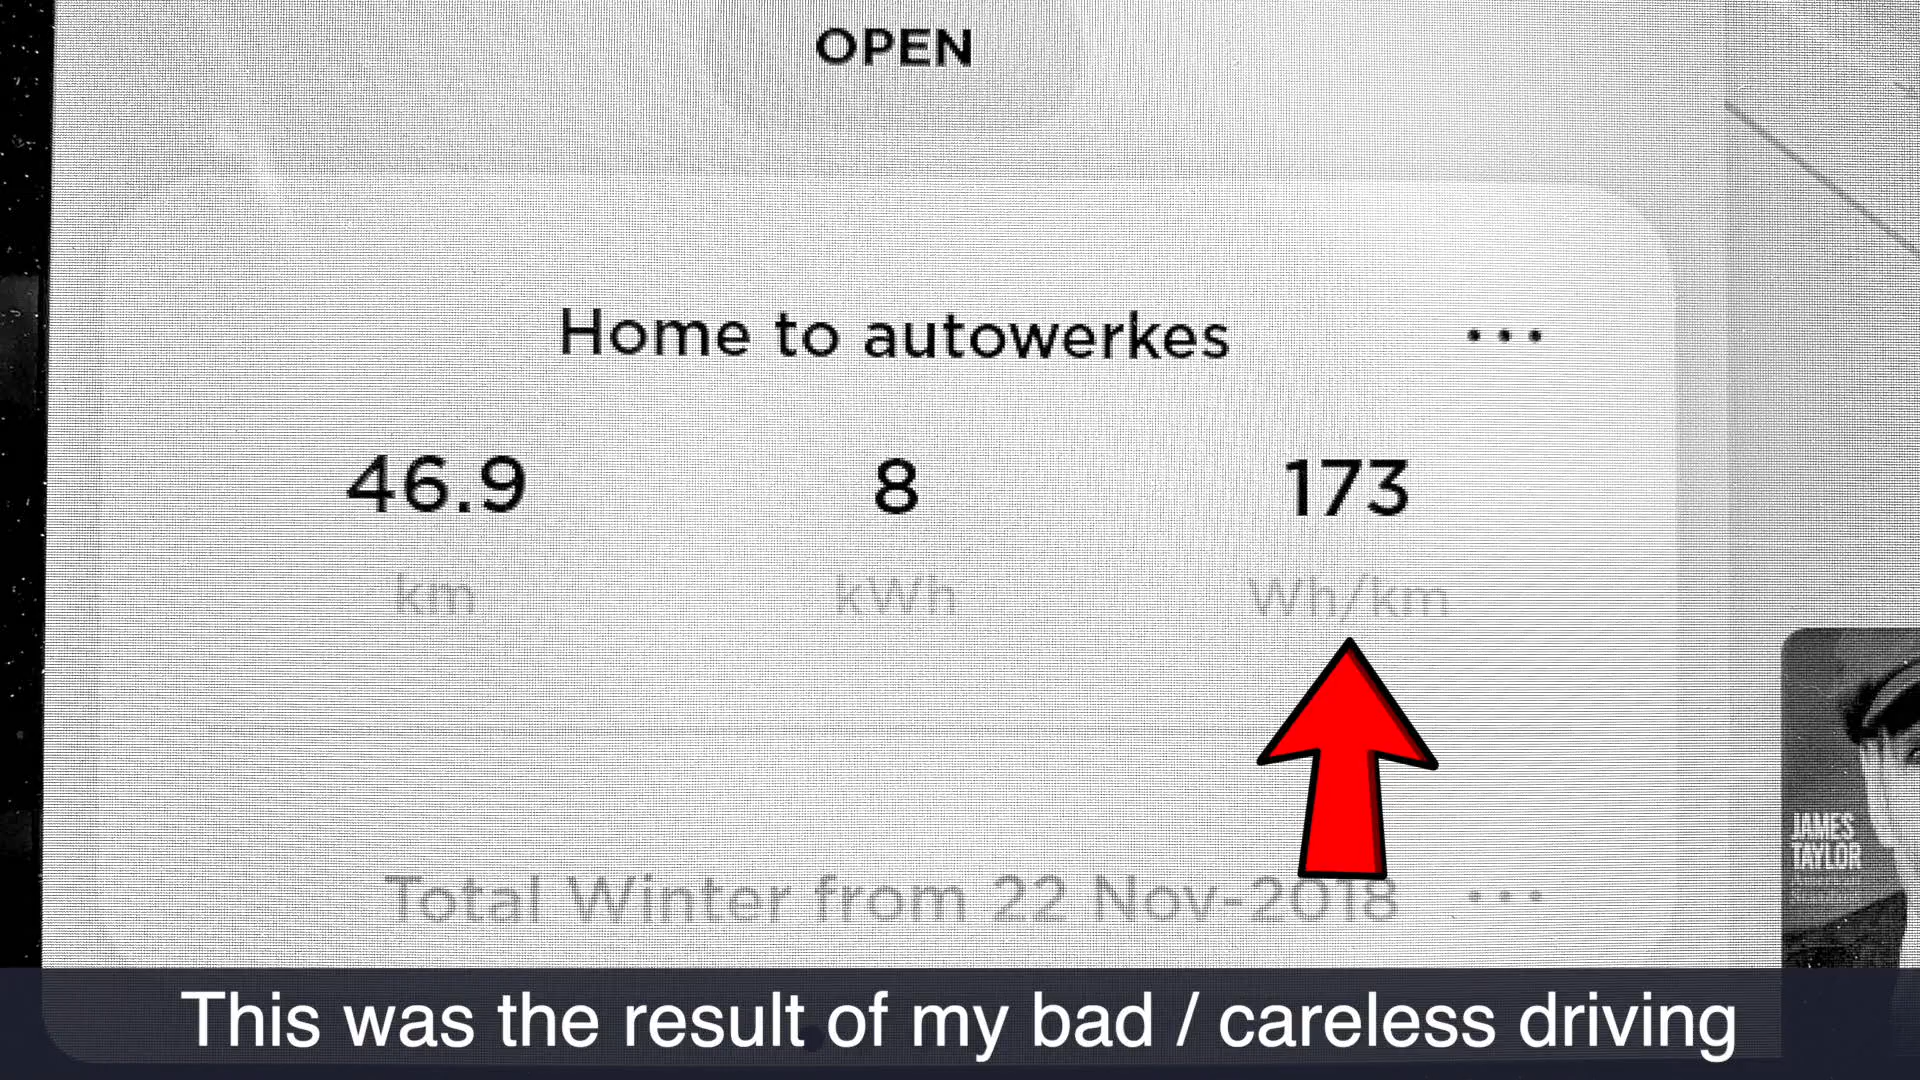 OPEN
Home to autowerkes ...
46.9 8 173
km kWh Wh/km
Total Winter from 22 Nov-2018 ...
JAMES
TAYLOR
This was the result of my bad / careless driving